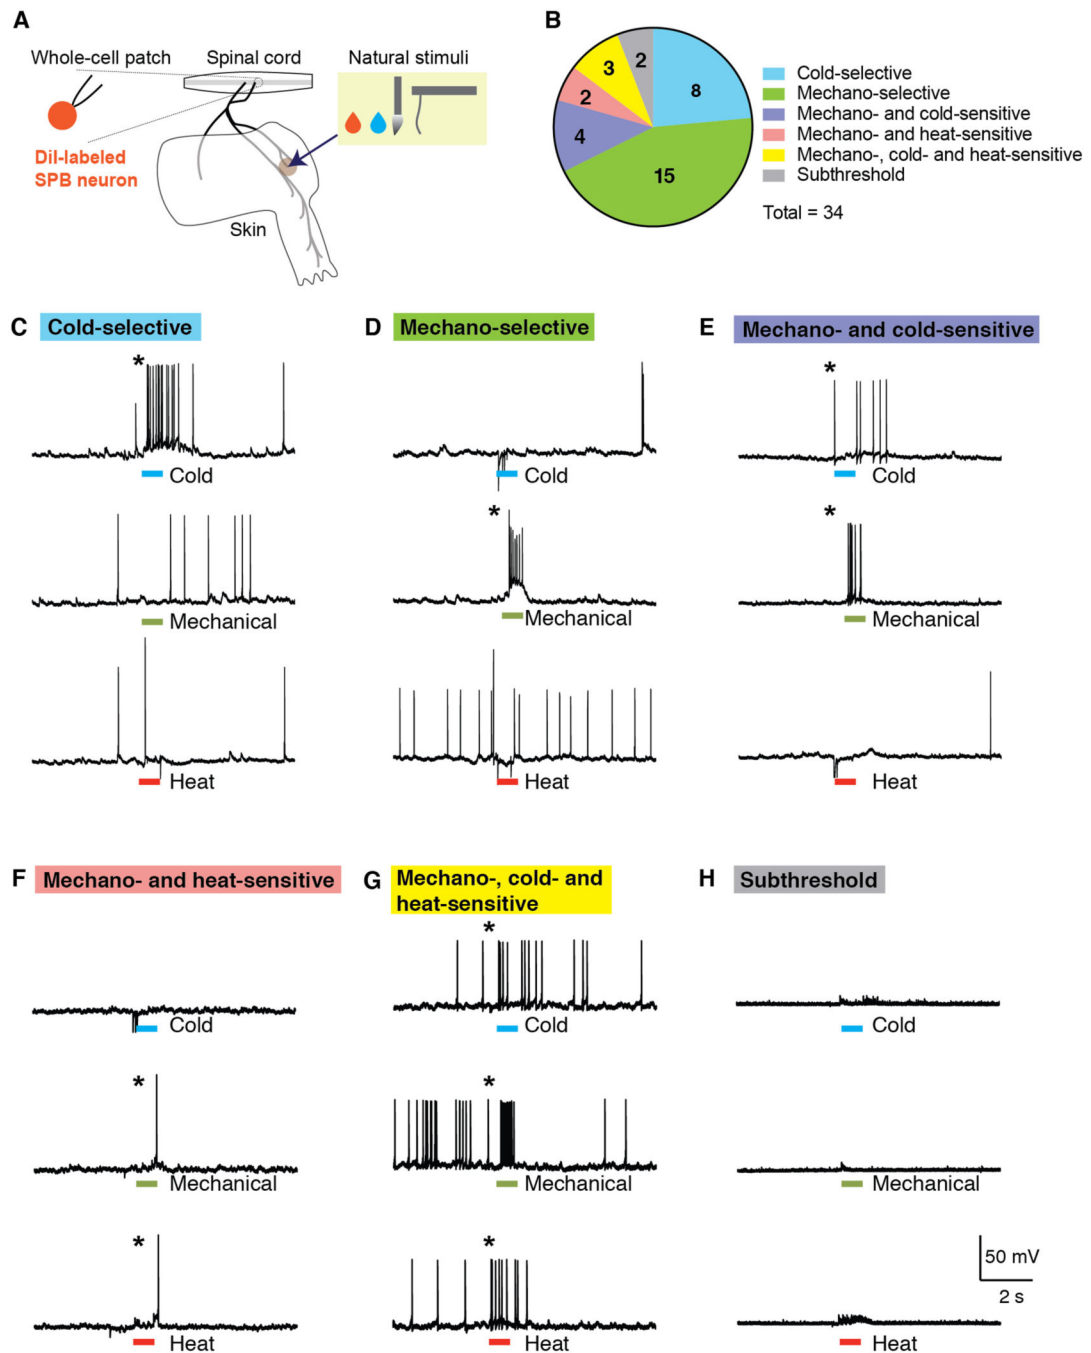 A
Whole-cell patch
Spinal cord
Natural stimuli
DiI-labeled
SPB neuron
Skin
B
2
3
8
2
4
15
Cold-selective
Mechano-selective
Mechano- and cold-sensitive
Mechano- and heat-sensitive
Mechano-, cold- and heat-sensitive
Subthreshold
Total = 34
C Cold-selective
*
Cold
Mechanical
Heat
D Mechano-selective
Cold
*
Mechanical
Heat
E Mechano- and cold-sensitive
*
Cold
*
Mechanical
Heat
F Mechano- and heat-sensitive
Cold
*
Mechanical
*
Heat
G Mechano-, cold- and
heat-sensitive
*
Cold
*
Mechanical
*
Heat
H Subthreshold
Cold
Mechanical
50 mV
2 s
Heat